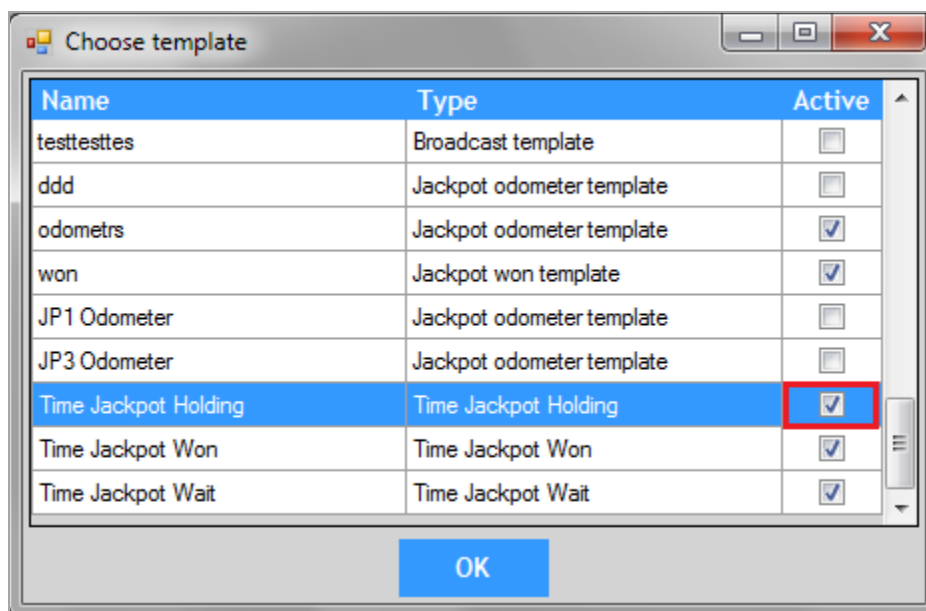 Choose template
Name Type Active
testtesttes Broadcast template
ddd Jackpot odometer template
odometrs Jackpot odometer template
won Jackpot won template
JP1 Odometer Jackpot odometer template
JP3 Odometer Jackpot odometer template
Time Jackpot Holding Time Jackpot Holding
Time Jackpot Won Time Jackpot Won
Time Jackpot Wait Time Jackpot Wait
OK